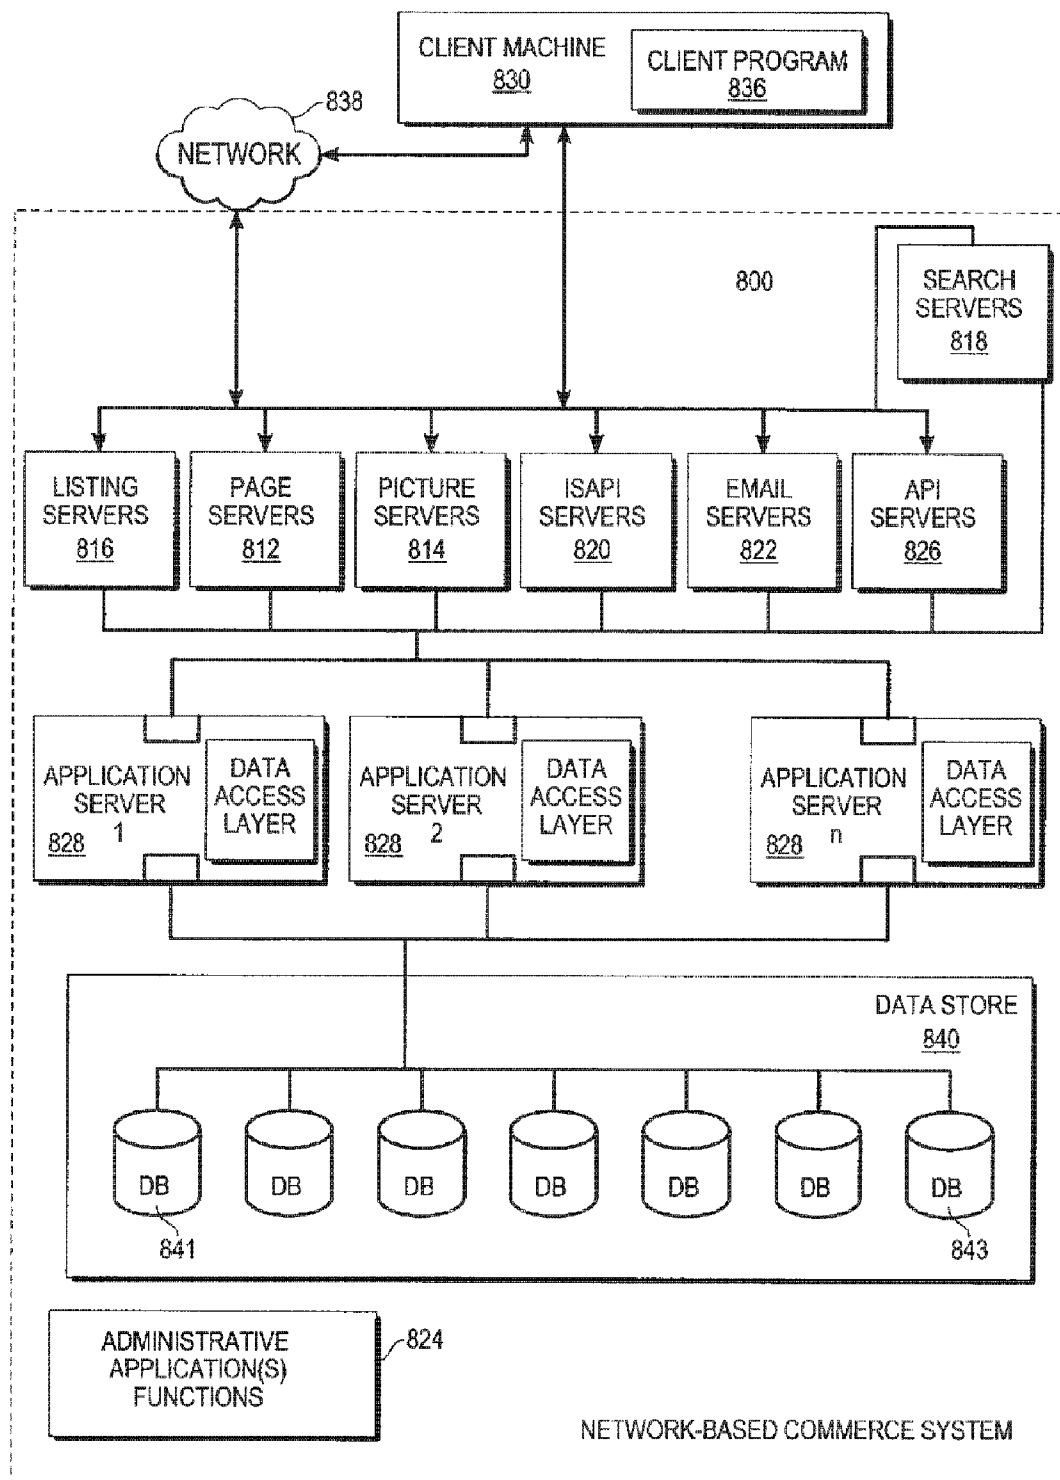 CLIENT MACHINE
830
CLIENT PROGRAM
836
838
NETWORK
800
SEARCH
SERVERS
818
LISTING
SERVERS
816
PAGE
SERVERS
812
PICTURE
SERVERS
814
ISAPI
SERVERS
820
EMAIL
SERVERS
822
API
SERVERS
826
APPLICATION
SERVER
1
828
DATA
ACCESS
LAYER
APPLICATION
SERVER
2
828
DATA
ACCESS
LAYER
APPLICATION
SERVER
n
828
DATA
ACCESS
LAYER
DATA STORE
840
DB
DB
DB
DB
DB
DB
DB
841
843
ADMINISTRATIVE
APPLICATION(S)
FUNCTIONS
824
NETWORK-BASED COMMERCE SYSTEM